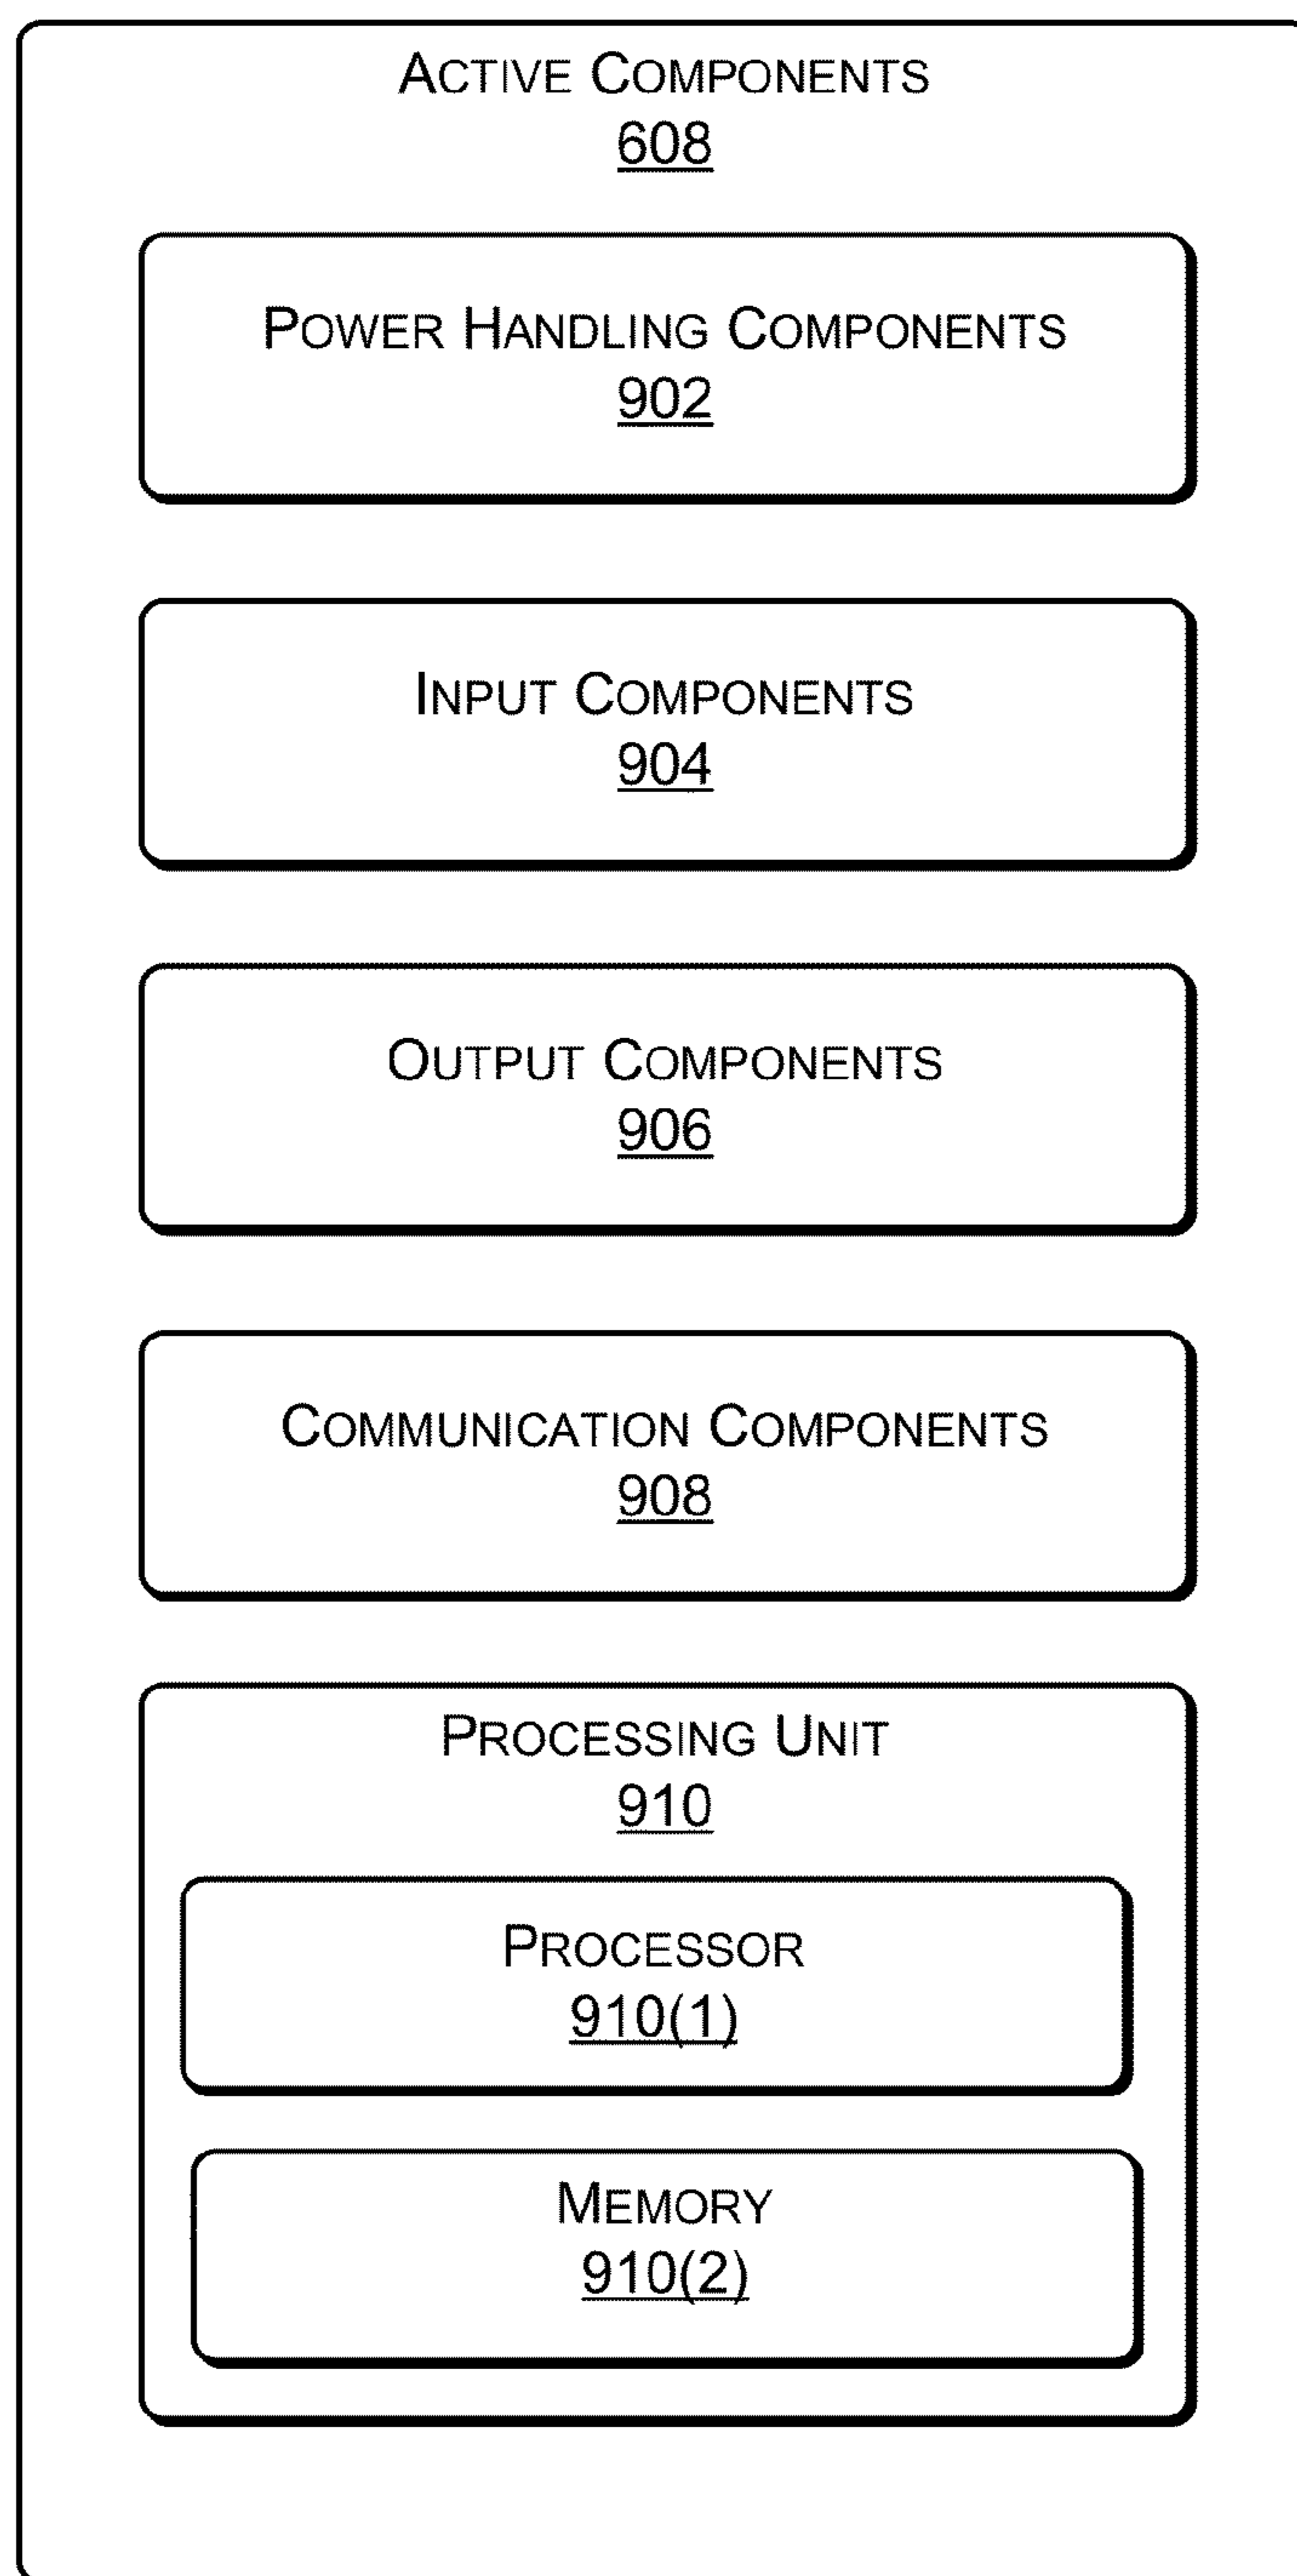 ACTIVE COMPONENTS
608
POWER HANDLING COMPONENTS
902
INPUT COMPONENTS
904
OUTPUT COMPONENTS
906
COMMUNICATION COMPONENTS
908
PROCESSING UNIT
910
PROCESSOR
910(1)
MEMORY
910(2)